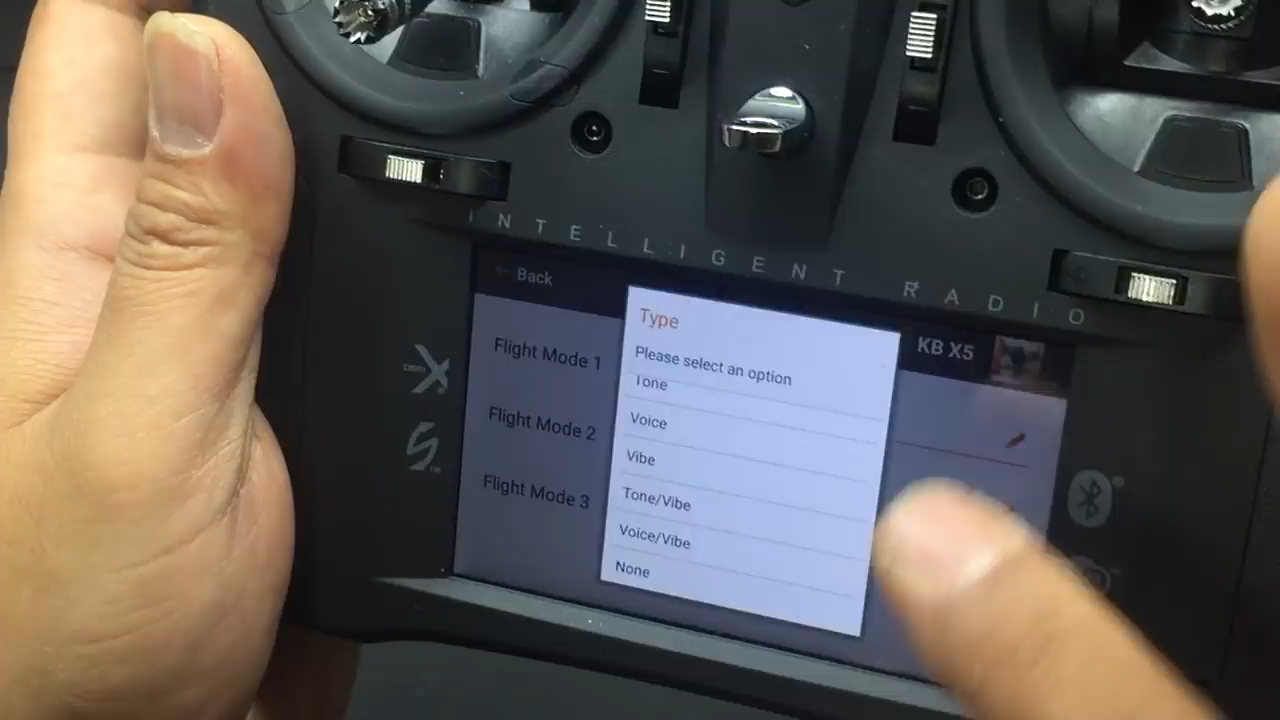 INTELLIGENT RADIO
Back
KB X5
Flight Mode 1
Flight Mode 2
Flight Mode 3
Type
Please select an option
Tone
Voice
Vibe
Tone/Vibe
Voice/Vibe
None